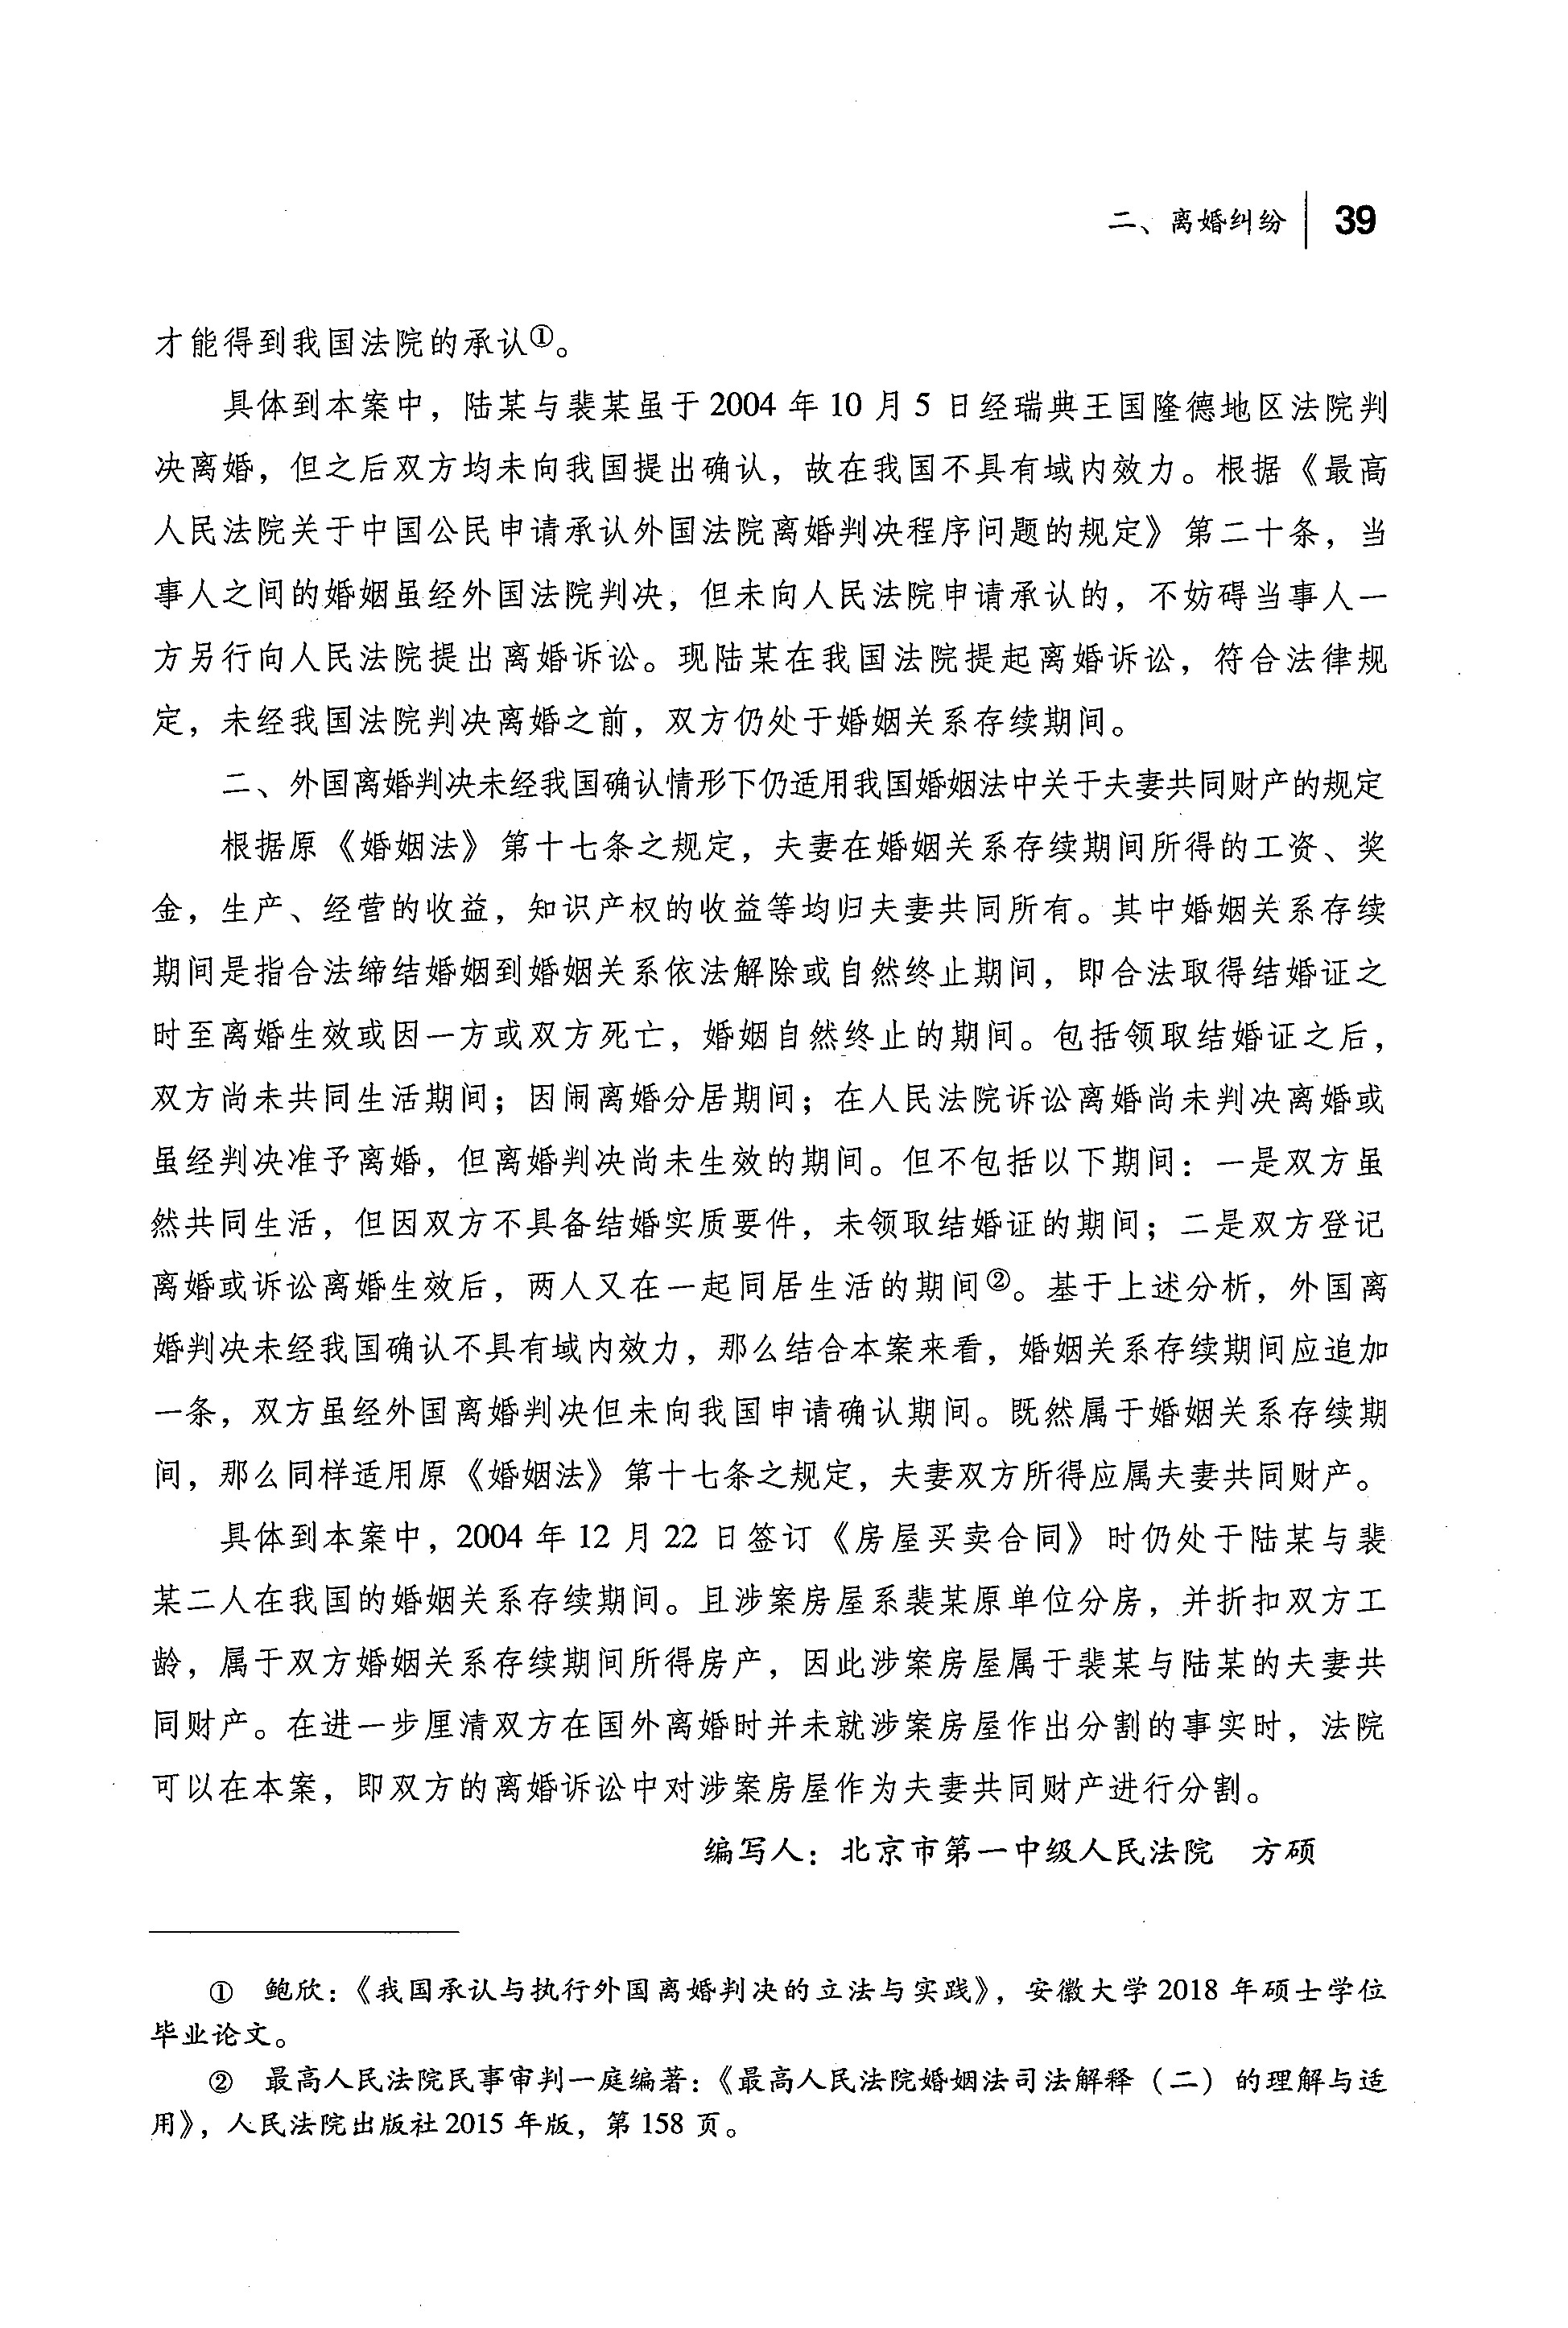 二、离婚纠纷 39
才能得到我国法院的承认①。
具体到本案中，陆某与裴某虽于 2004 年 10 月 5 日经瑞典王国隆德地区法院判
决离婚，但之后双方均未向我国提出确认，故在我国不具有域内效力。根据《最高
人民法院关于中国公民申请承认外国法院离婚判决程序问题的规定》第二十条，当
事人之间的婚姻虽经外国法院判决，但未向人民法院申请承认的，不妨碍当事人一
方另行向人民法院提出离婚诉讼。现陆某在我国法院提起离婚诉讼，符合法律规
定，未经我国法院判决离婚之前，双方仍处于婚姻关系存续期间。
二、外国离婚判决未经我国确认情形下仍适用我国婚姻法中关于夫妻共同财产的规定
根据原《婚姻法》第十七条之规定，夫妻在婚姻关系存续期间所得的工资、奖
金，生产、经营的收益，知识产权的收益等均归夫妻共同所有。其中婚姻关系存续
期间是指合法缔结婚姻到婚姻关系依法解除或自然终止期间，即合法取得结婚证之
时至离婚生效或因一方或双方死亡，婚姻自然终止的期间。包括领取结婚证之后，
双方尚未共同生活期间；因闹离婚分居期间；在人民法院诉讼离婚尚未判决离婚或
虽经判决准予离婚，但离婚判决尚未生效的期间。但不包括以下期间：一是双方虽
然共同生活，但因双方不具备结婚实质要件，未领取结婚证的期间；二是双方登记
离婚或诉讼离婚生效后，两人又在一起同居生活的期间②。基于上述分析，外国离
婚判决未经我国确认不具有域内效力，那么结合本案来看，婚姻关系存续期间应追加
一条，双方虽经外国离婚判决但未向我国申请确认期间。既然属于婚姻关系存续期
间，那么同样适用原《婚姻法》第十七条之规定，夫妻双方所得应属夫妻共同财产。
具体到本案中，2004 年 12 月 22 日签订《房屋买卖合同》时仍处于陆某与裴
某二人在我国的婚姻关系存续期间。且涉案房屋系裴某原单位分房，并折扣双方工
龄，属于双方婚姻关系存续期间所得房产，因此涉案房屋属于裴某与陆某的夫妻共
同财产。在进一步厘清双方在国外离婚时并未就涉案房屋作出分割的事实时，法院
可以在本案，即双方的离婚诉讼中对涉案房屋作为夫妻共同财产进行分割。
编写人：北京市第一中级人民法院 方硕
① 鲍欣：《我国承认与执行外国离婚判决的立法与实践》，安徽大学 2018 年硕士学位
毕业论文。
② 最高人民法院民事审判一庭编著：《最高人民法院婚姻法司法解释（二）的理解与适
用》，人民法院出版社 2015 年版，第 158 页。